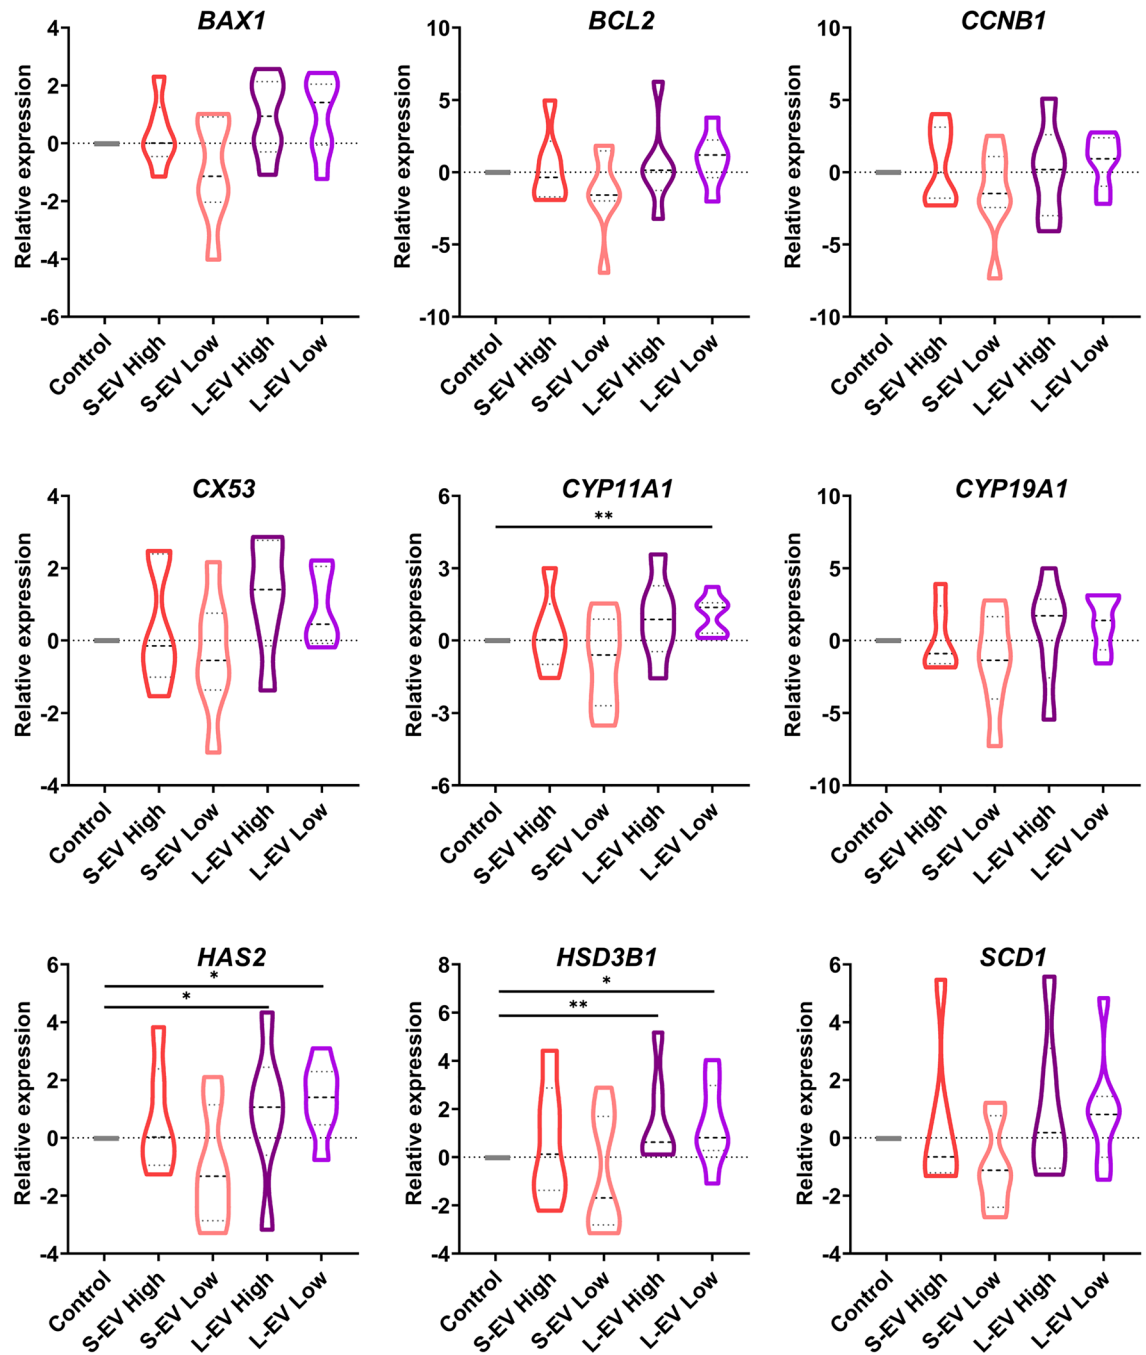 BAX1
Relative expression
4
2
0
-2
-4
-6
Control
S-EV High
S-EV Low
L-EV High
L-EV Low
BCL2
Relative expression
10
5
0
-5
-10
Control
S-EV High
S-EV Low
L-EV High
L-EV Low
CCNB1
Relative expression
10
5
0
-5
-10
Control
S-EV High
S-EV Low
L-EV High
L-EV Low
CX53
Relative expression
4
2
0
-2
-4
Control
S-EV High
S-EV Low
L-EV High
L-EV Low
CYP11A1
Relative expression
6
3
0
-3
-6
**
Control
S-EV High
S-EV Low
L-EV High
L-EV Low
CYP19A1
Relative expression
10
5
0
-5
-10
Control
S-EV High
S-EV Low
L-EV High
L-EV Low
HAS2
Relative expression
6
4
2
0
-2
-4
*
*
Control
S-EV High
S-EV Low
L-EV High
L-EV Low
HSD3B1
Relative expression
8
6
4
2
0
-2
-4
*
**
Control
S-EV High
S-EV Low
L-EV High
L-EV Low
SCD1
Relative expression
6
4
2
0
-2
-4
Control
S-EV High
S-EV Low
L-EV High
L-EV Low